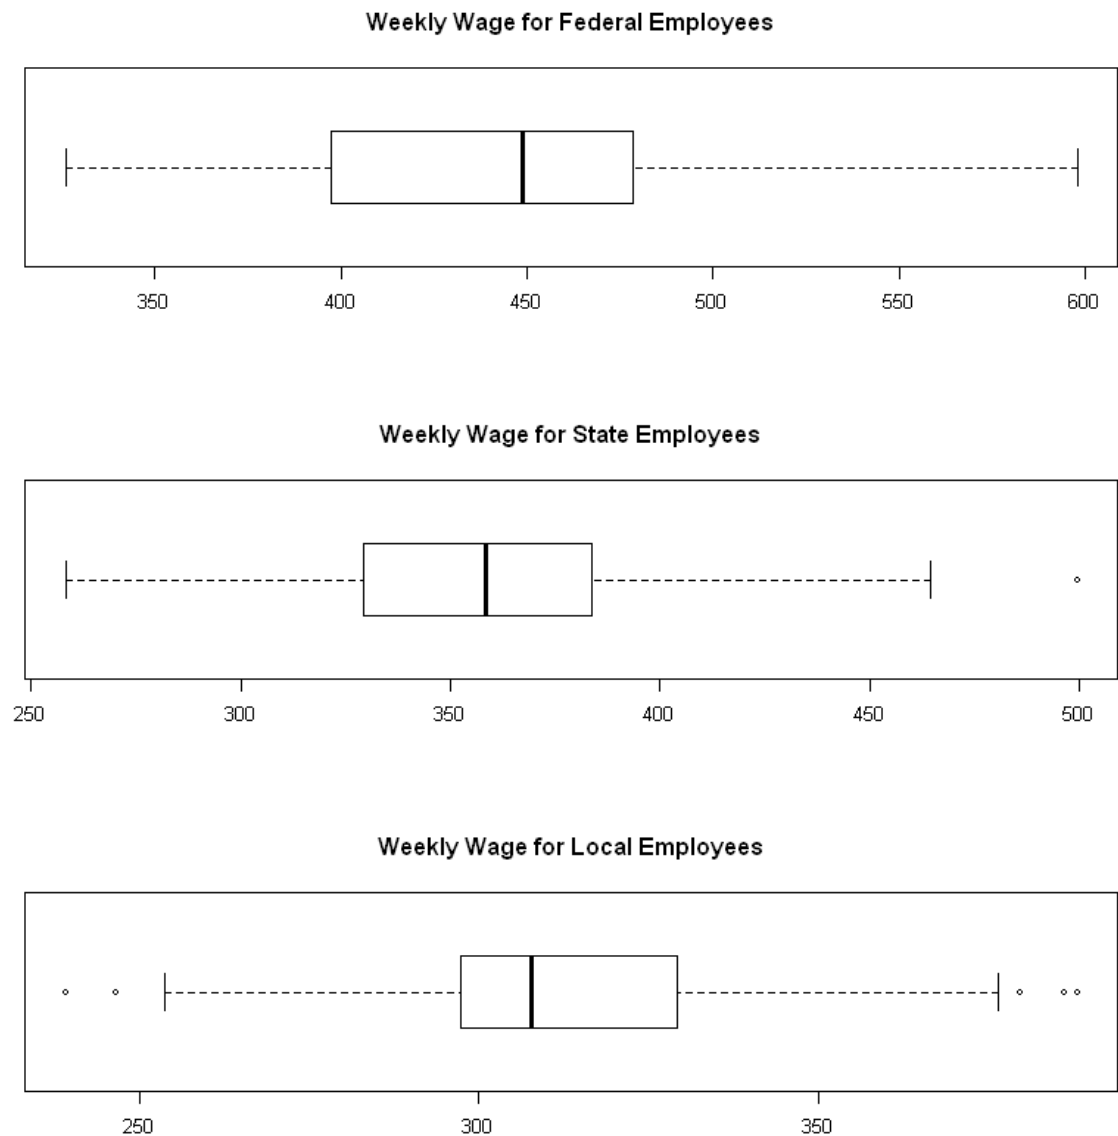 Weekly Wage for Federal Employees
350 400 450 500 550 600
Weekly Wage for State Employees
250 300 350 400 450 500
Weekly Wage for Local Employees
250 300 350